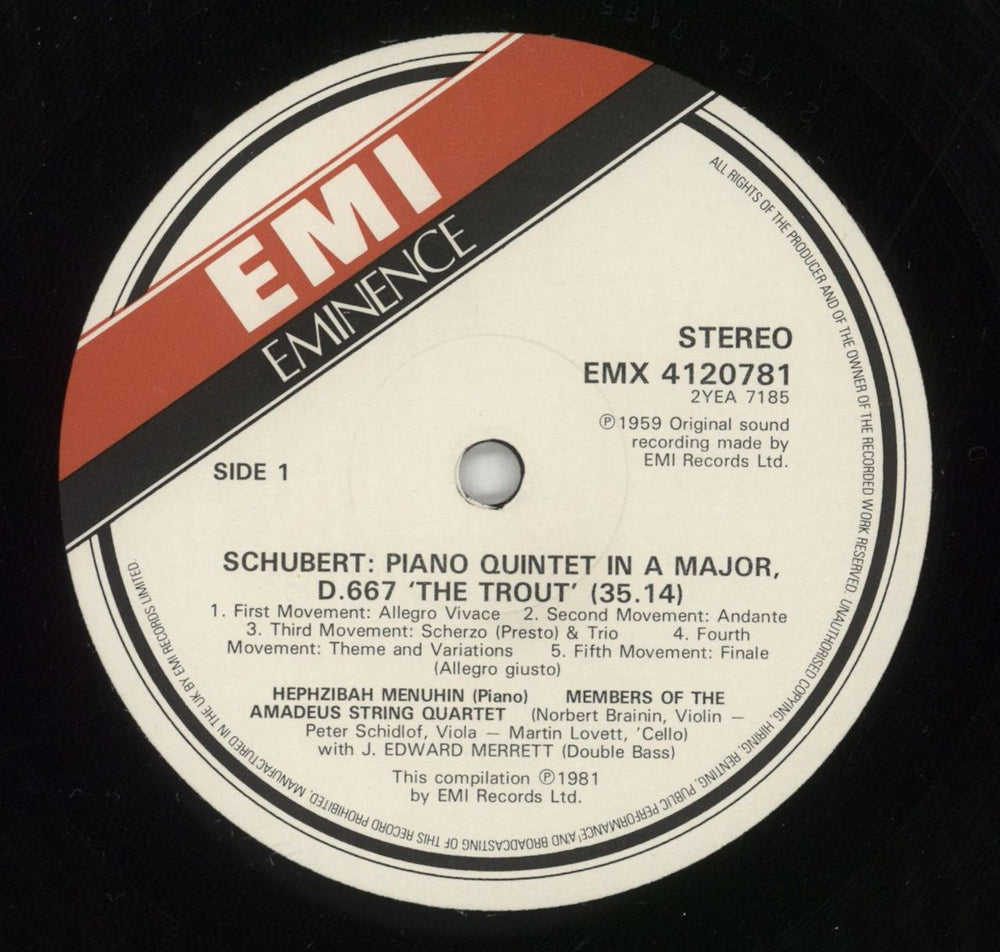 EMI
EMINENCE
STEREO
EMX 4120781
2YEA 7185
℗1959 Original sound
recording made by
EMI Records Ltd.
SIDE 1
SCHUBERT: PIANO QUINTET IN A MAJOR,
D.667 ‘THE TROUT’ (35.14)
1. First Movement: Allegro Vivace 2. Second Movement: Andante
3. Third Movement: Scherzo (Presto) & Trio 4. Fourth
Movement: Theme and Variations 5. Fifth Movement: Finale
(Allegro giusto)
HEPHZIBAH MENUHIN (Piano) MEMBERS OF THE
AMADEUS STRING QUARTET (Norbert Brainin, Violin —
Peter Schidlof, Viola — Martin Lovett, ’Cello)
with J. EDWARD MERRETT (Double Bass)
This compilation ℗1981
by EMI Records Ltd.
ALL RIGHTS OF THE PRODUCER AND OF THE OWNER OF THE RECORDED WORK RESERVED. UNAUTHORISED COPYING, HIRING, RENTING, PUBLIC PERFORMANCE AND BROADCASTING OF THIS RECORD PROHIBITED. MANUFACTURED IN THE UK BY EMI RECORDS LIMITED.